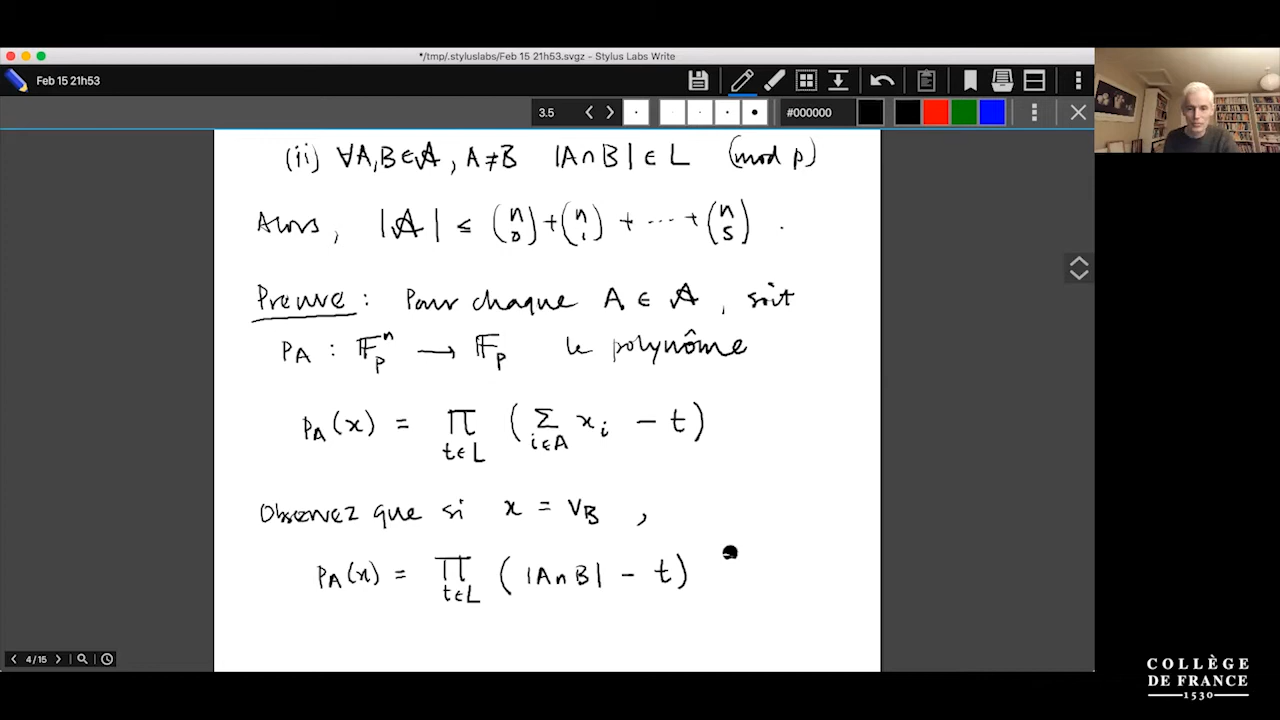 */tmp/.styluslabs/Feb 15 21h53.svgz - Stylus Labs Write
Feb 15 21h53
3.5 #000000
(ii) ∀A,B∈𝒜, A≠B |A∩B| ∈ L (mod p)
Alors, |𝒜| ≤ (n 0) + (n 1) + ⋯ + (n s).
Preuve : Pour chaque A ∈ 𝒜, soit
P_A : 𝔽_p^n → 𝔽_p le polynôme
P_A(x) = ∏_{t∈L} (∑_{i∈A} x_i − t)
Observez que si x = v_B,
P_A(x) = ∏_{t∈L} (|A∩B| − t)
4/15
COLLÈGE
DE FRANCE
1530